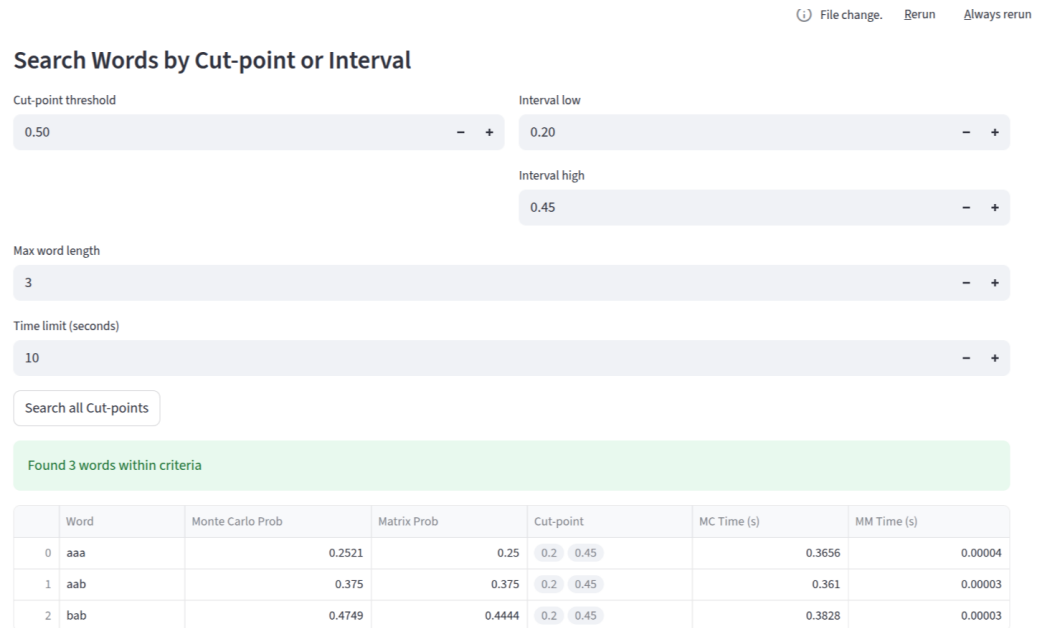 File change. Rerun Always rerun
Search Words by Cut-point or Interval
Cut-point threshold
0.50 − +
Interval low
0.20 − +
Interval high
0.45 − +
Max word length
3 − +
Time limit (seconds)
10 − +
Search all Cut-points
Found 3 words within criteria
Word Monte Carlo Prob Matrix Prob Cut-point MC Time (s) MM Time (s)
0 aaa 0.2521 0.25 0.2 0.45 0.3656 0.00004
1 aab 0.375 0.375 0.2 0.45 0.361 0.00003
2 bab 0.4749 0.4444 0.2 0.45 0.3828 0.00003